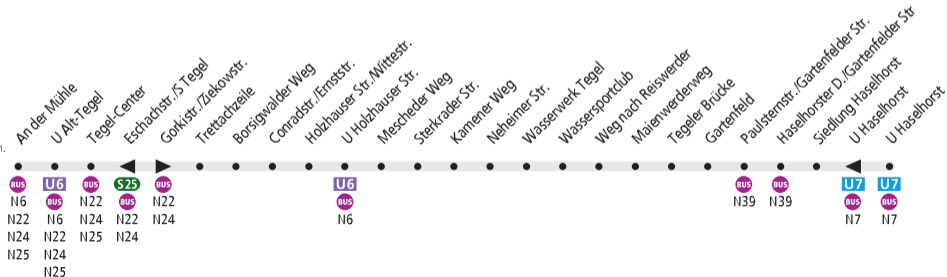 An der Mühle
U Alt-Tegel
Tegel-Center
Eschachstr./S Tegel
Gorkistr./Ziekowstr.
Trettachzeile
Borsigwalder Weg
Conradstr./Ernststr.
Holzhauser Str./Wittestr.
U Holzhauser Str.
Mescheder Weg
Sterkrader Str.
Kamener Weg
Neheimer Str.
Wasserwerk Tegel
Wassersportclub
Weg nach Reiswerder
Maienwerderweg
Tegeler Brücke
Gartenfeld
Paulsternstr./Gartenfelder Str.
Haselhorster D./Gartenfelder Str
Siedlung Haselhorst
U Haselhorst
U Haselhorst
n.
BUS U6 BUS S25 BUS U6 BUS BUS U7 U7
N6 BUS N22 BUS N22 BUS N39 N39 BUS BUS
N22 N6 N24 N22 N24 N6 N7 N7
N24 N22 N25 N24
N25 N24
N25